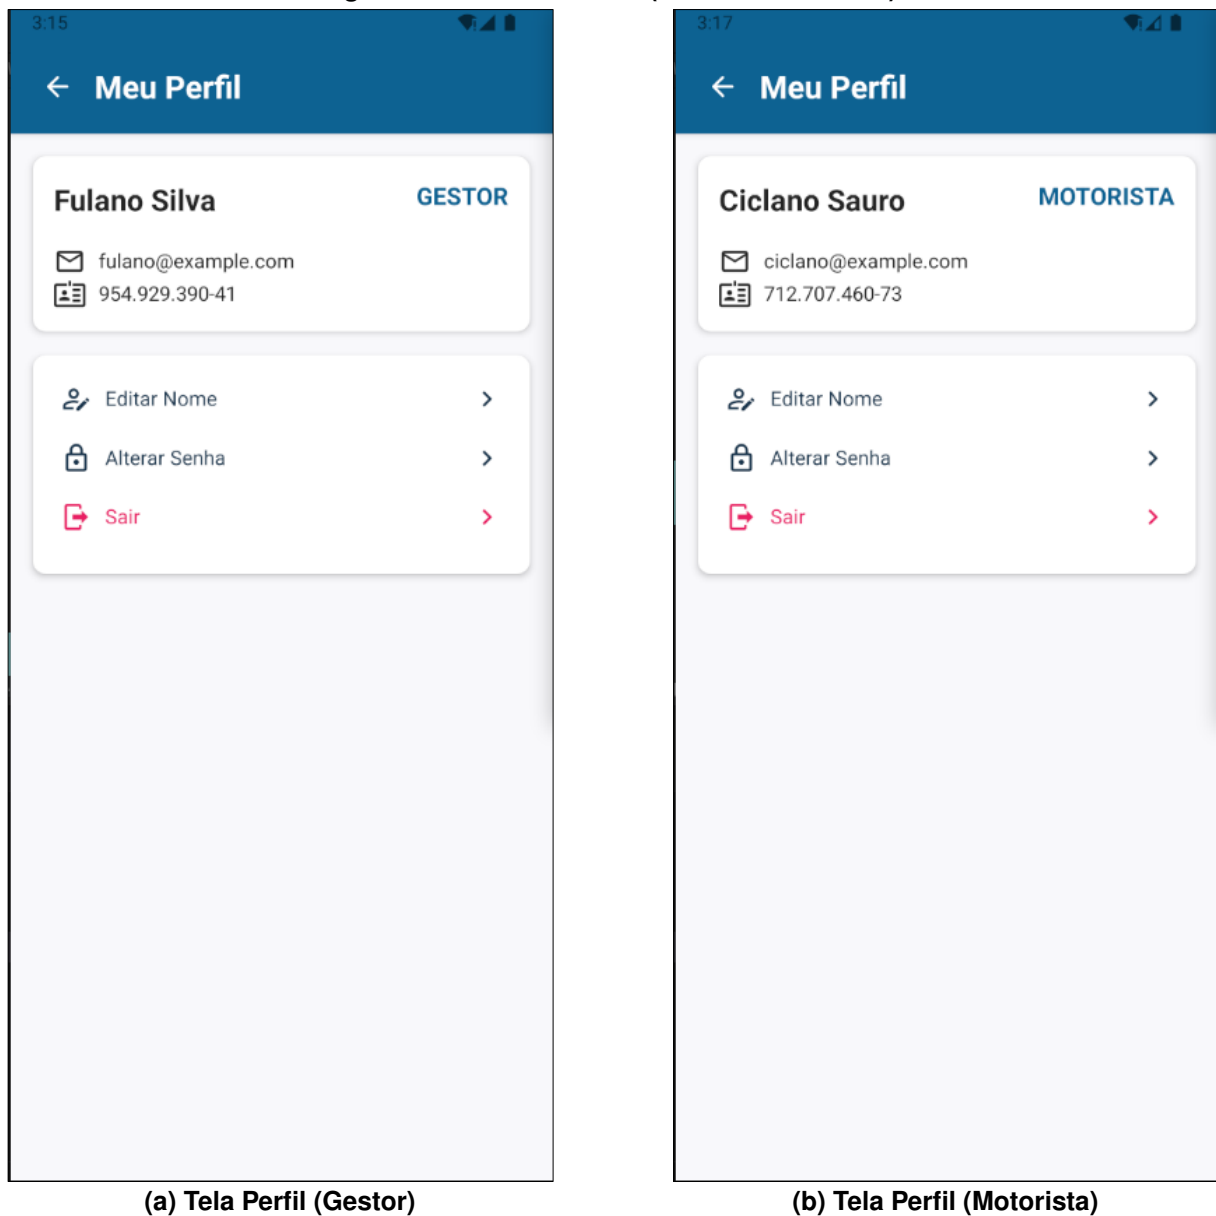 3:15
Meu Perfil
Fulano Silva GESTOR
fulano@example.com
954.929.390-41
Editar Nome
Alterar Senha
Sair
(a) Tela Perfil (Gestor)
3:17
Meu Perfil
Ciclano Sauro MOTORISTA
ciclano@example.com
712.707.460-73
Editar Nome
Alterar Senha
Sair
(b) Tela Perfil (Motorista)